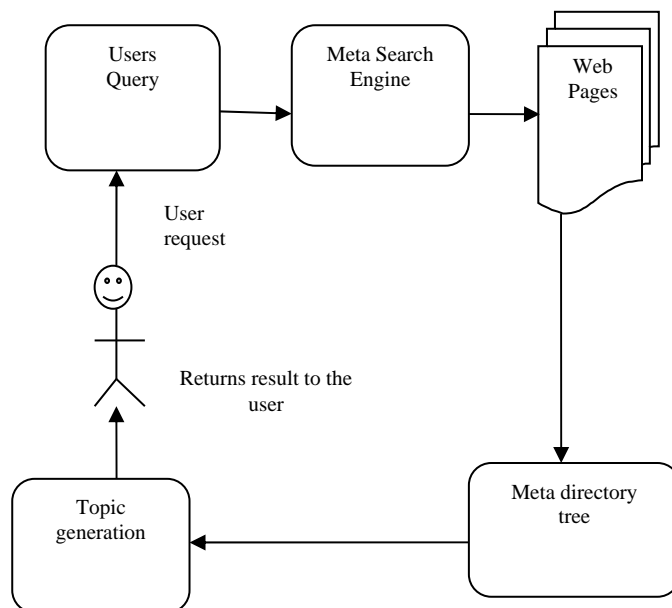 Users
Query
Meta Search
Engine
Web
Pages
User
request
Returns result to the
user
Topic
generation
Meta directory
tree